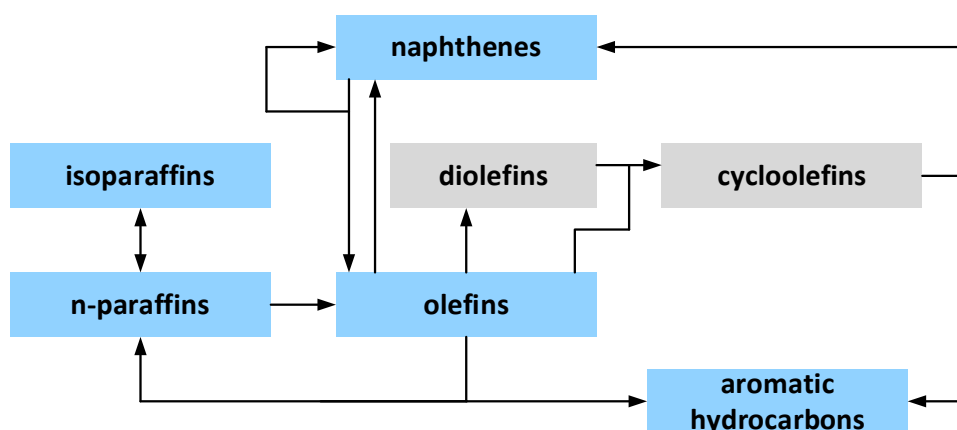 naphthenes
isoparaffins
diolefins
cycloolefins
n-paraffins
olefins
aromatic
hydrocarbons